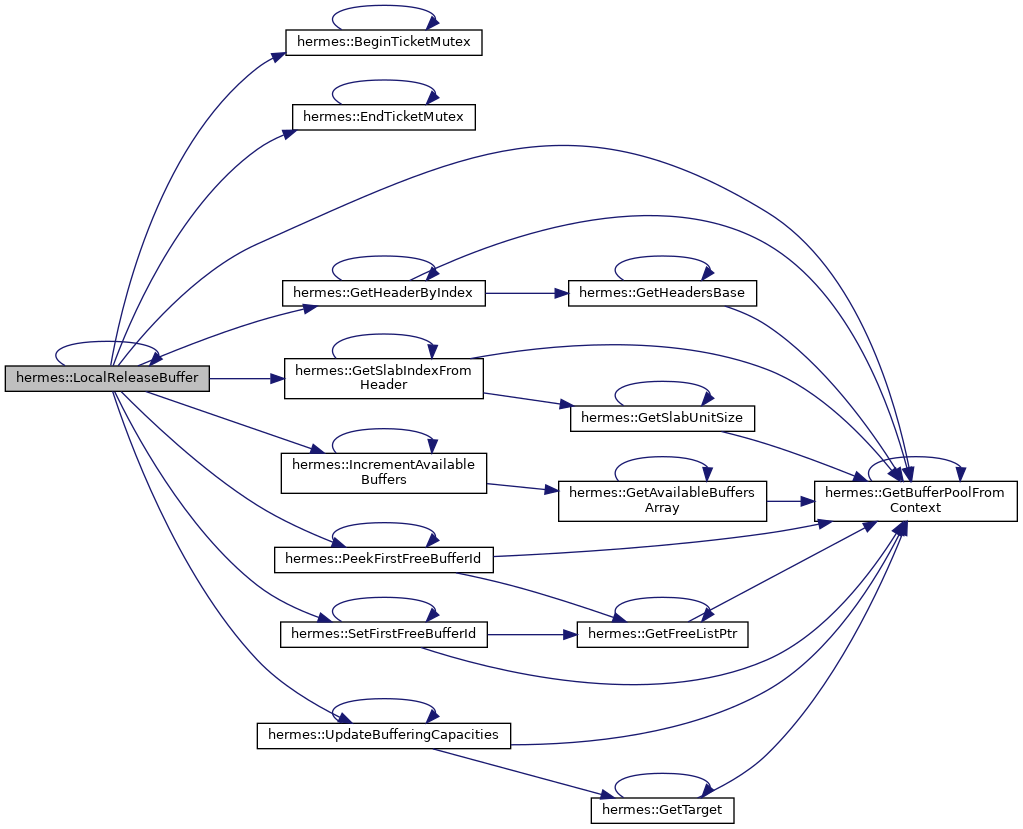 hermes::BeginTicketMutex
hermes::EndTicketMutex
hermes::GetHeaderByIndex
hermes::GetHeadersBase
hermes::LocalReleaseBuffer
hermes::GetSlabIndexFrom
Header
hermes::GetSlabUnitSize
hermes::IncrementAvailable
Buffers
hermes::GetAvailableBuffers
Array
hermes::GetBufferPoolFrom
Context
hermes::PeekFirstFreeBufferId
hermes::SetFirstFreeBufferId
hermes::GetFreeListPtr
hermes::UpdateBufferingCapacities
hermes::GetTarget